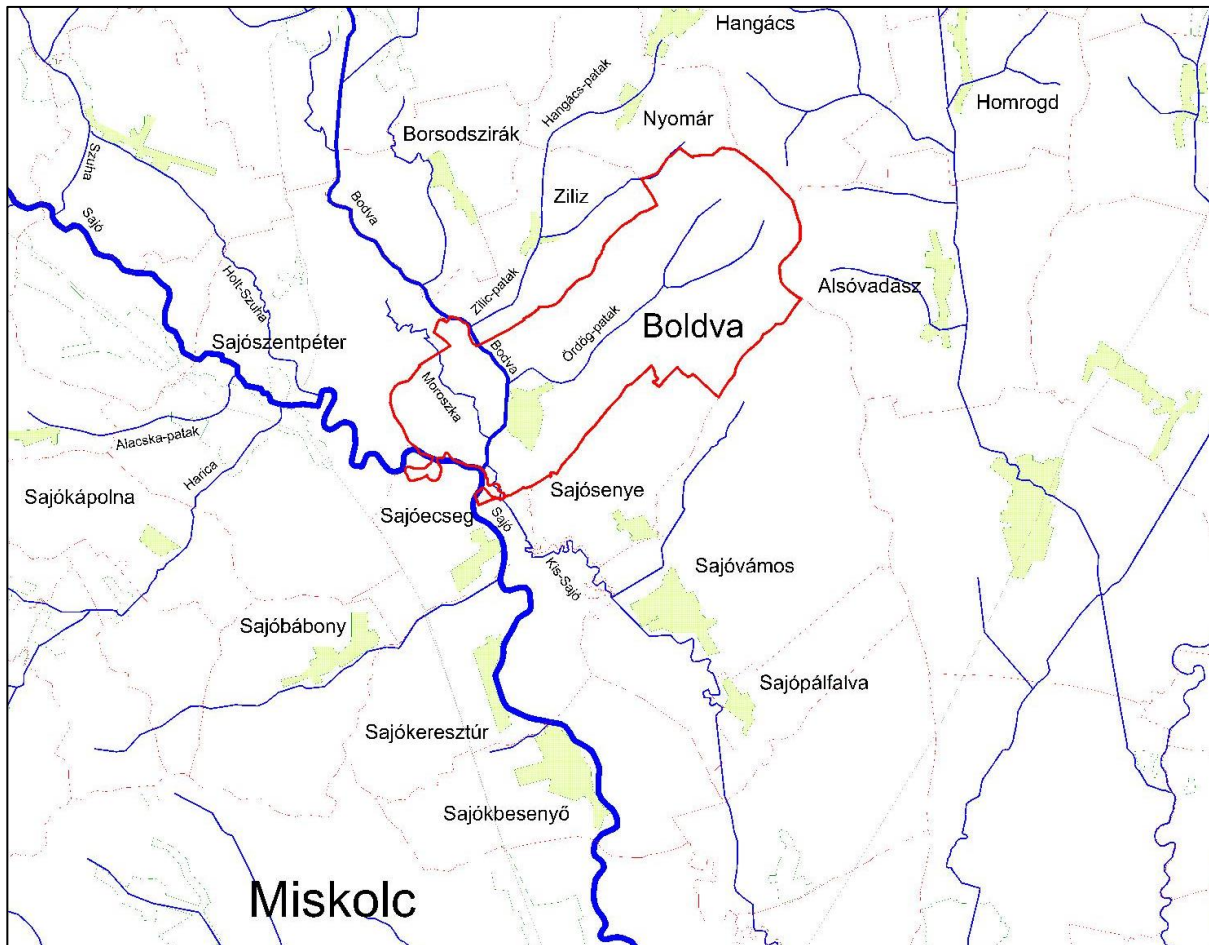 Hangács
Homrogd
Hangács-patak
Nyomár
Borsodszirák
Szuha
Ziliz
Bodva
Sajó
Holt-Szuha
Zilic-patak
Alsóvadász
Boldva
Ördög-patak
Sajószentpéter
Bodva
Moroszka
Alacska-patak
Harica
Sajókápolna
Sajósenye
Sajóecseg
Sajó
Kis-Sajó
Sajóvámos
Sajóbábony
Sajópálfalva
Sajókeresztúr
Sajókbesenyő
Miskolc